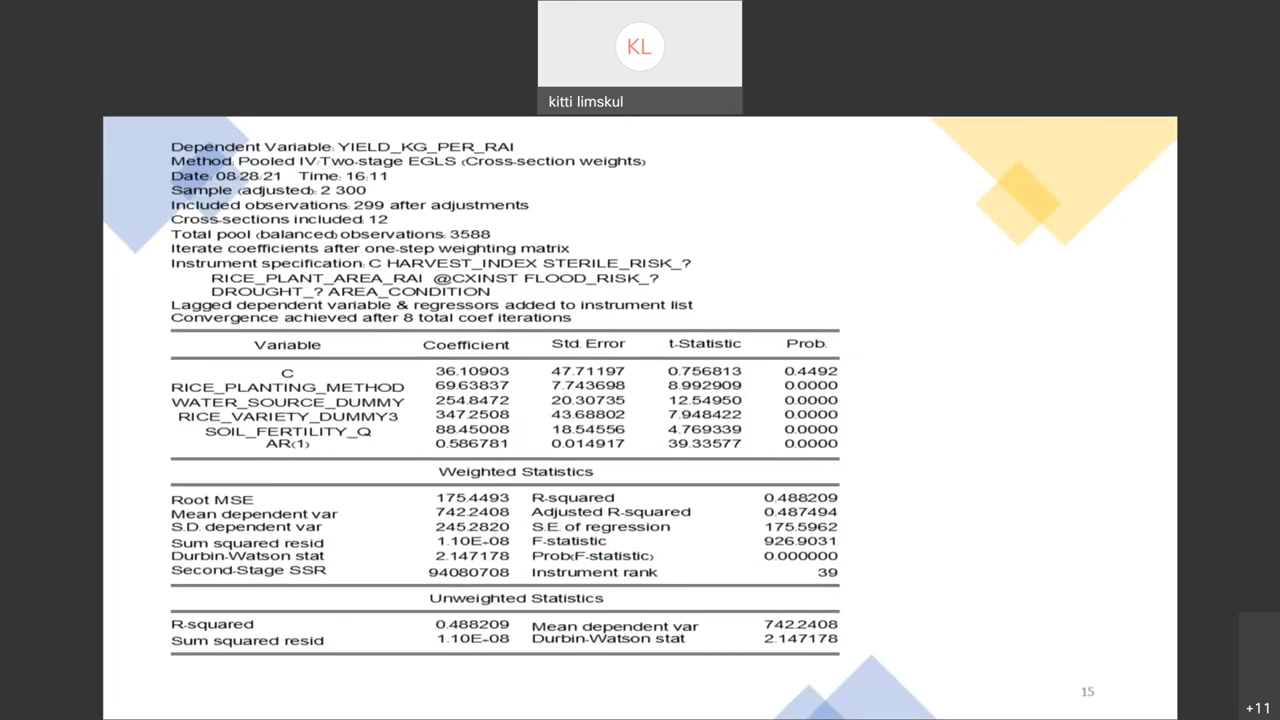 KL
kitti limskul
Dependent Variable: YIELD_KG_PER_RAI
Method: Pooled IV/Two-stage EGLS (Cross-section weights)
Date: 08/28/21 Time: 16:11
Sample (adjusted): 2 300
Included observations: 299 after adjustments
Cross-sections included: 12
Total pool (balanced) observations: 3588
Iterate coefficients after one-step weighting matrix
Instrument specification: C HARVEST_INDEX STERILE_RISK_?
RICE_PLANT_AREA_RAI @CXINST FLOOD_RISK_?
DROUGHT_? AREA_CONDITION
Lagged dependent variable & regressors added to instrument list
Convergence achieved after 8 total coef iterations
Variable Coefficient Std. Error t-Statistic Prob.
C 36.10903 47.71197 0.756813 0.4492
RICE_PLANTING_METHOD 69.63837 7.743698 8.992909 0.0000
WATER_SOURCE_DUMMY 254.8472 20.30735 12.54950 0.0000
RICE_VARIETY_DUMMY3 347.2508 43.68802 7.948422 0.0000
SOIL_FERTILITY_Q 88.45008 18.54556 4.769339 0.0000
AR(1) 0.586781 0.014917 39.33577 0.0000
Weighted Statistics
Root MSE 175.4493 R-squared 0.488209
Mean dependent var 742.2408 Adjusted R-squared 0.487494
S.D. dependent var 245.2820 S.E. of regression 175.5962
Sum squared resid 1.10E+08 F-statistic 926.9031
Durbin-Watson stat 2.147178 Prob(F-statistic) 0.000000
Second-Stage SSR 94080708 Instrument rank 39
Unweighted Statistics
R-squared 0.488209 Mean dependent var 742.2408
Sum squared resid 1.10E+08 Durbin-Watson stat 2.147178
15
+11